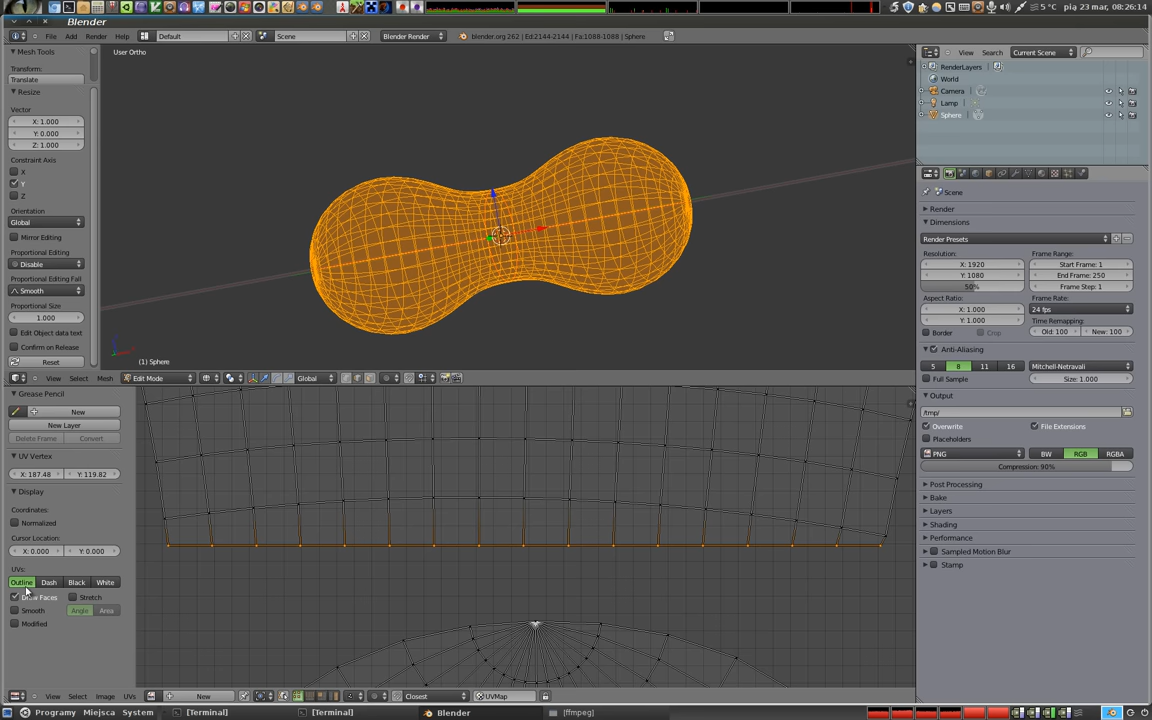 5 °C pią 23 mar, 08:26:14
Blender
File Add Render Help Default Scene Blender Render blender.org 262 | Ed:2144-2144 | Fa:1088-1088 | Sphere
Mesh Tools
Transform:
Translate
Resize
Vector
X: 1.000
Y: 0.000
Z: 1.000
Constraint Axis
X
Y
Z
Orientation
Global
Mirror Editing
Proportional Editing
Disable
Proportional Editing Fall
Smooth
Proportional Size
1.000
Edit Object data text
Confirm on Release
Reset
User Ortho
(1) Sphere
View Select Mesh Edit Mode Global
Grease Pencil
New
New Layer
Delete Frame Convert
UV Vertex
X: 187.48 Y: 119.82
Display
Coordinates:
Normalized
Cursor Location:
X: 0.000 Y: 0.000
UVs:
Outline Dash Black White
Draw Faces Stretch
Smooth Angle Area
Modified
View Select Image UVs New Closest UVMap
View Search Current Scene
RenderLayers
World
Camera
Lamp
Sphere
Scene
Render
Dimensions
Render Presets
Resolution: Frame Range:
X: 1920 Start Frame: 1
Y: 1080 End Frame: 250
50% Frame Step: 1
Aspect Ratio: Frame Rate:
X: 1.000 24 fps
Y: 1.000 Time Remapping:
Border Crop Old: 100 New: 100
Anti-Aliasing
5 8 11 16 Mitchell-Netravali
Full Sample Size: 1.000
Output
/tmp/
Overwrite File Extensions
Placeholders
PNG BW RGB RGBA
Compression: 90%
Post Processing
Bake
Layers
Shading
Performance
Sampled Motion Blur
Stamp
Programy Miejsca System [Terminal] [Terminal] Blender [ffmpeg]